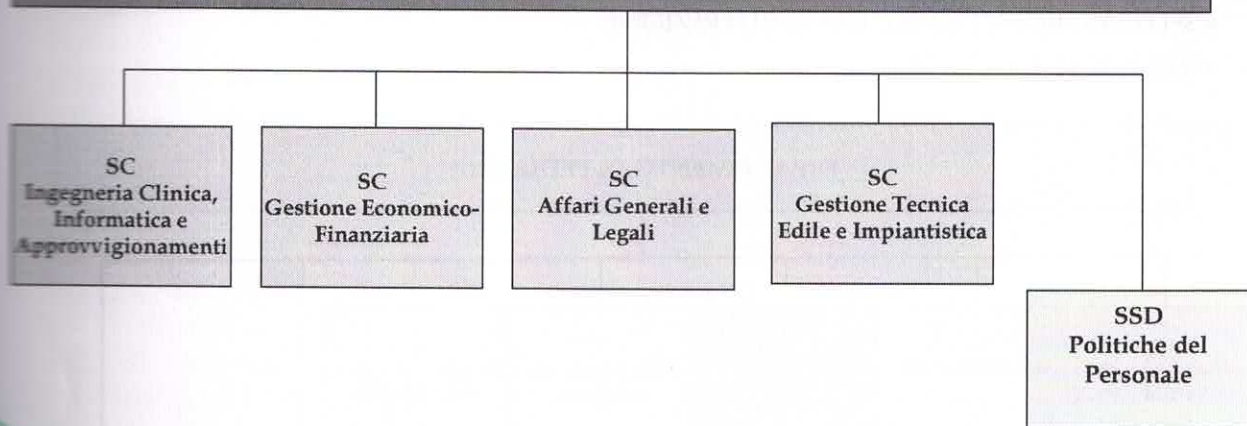 SC
Ingegneria Clinica,
Informatica e
Approvvigionamenti
SC
Gestione Economico-
Finanziaria
SC
Affari Generali e
Legali
SC
Gestione Tecnica
Edile e Impiantistica
SSD
Politiche del
Personale